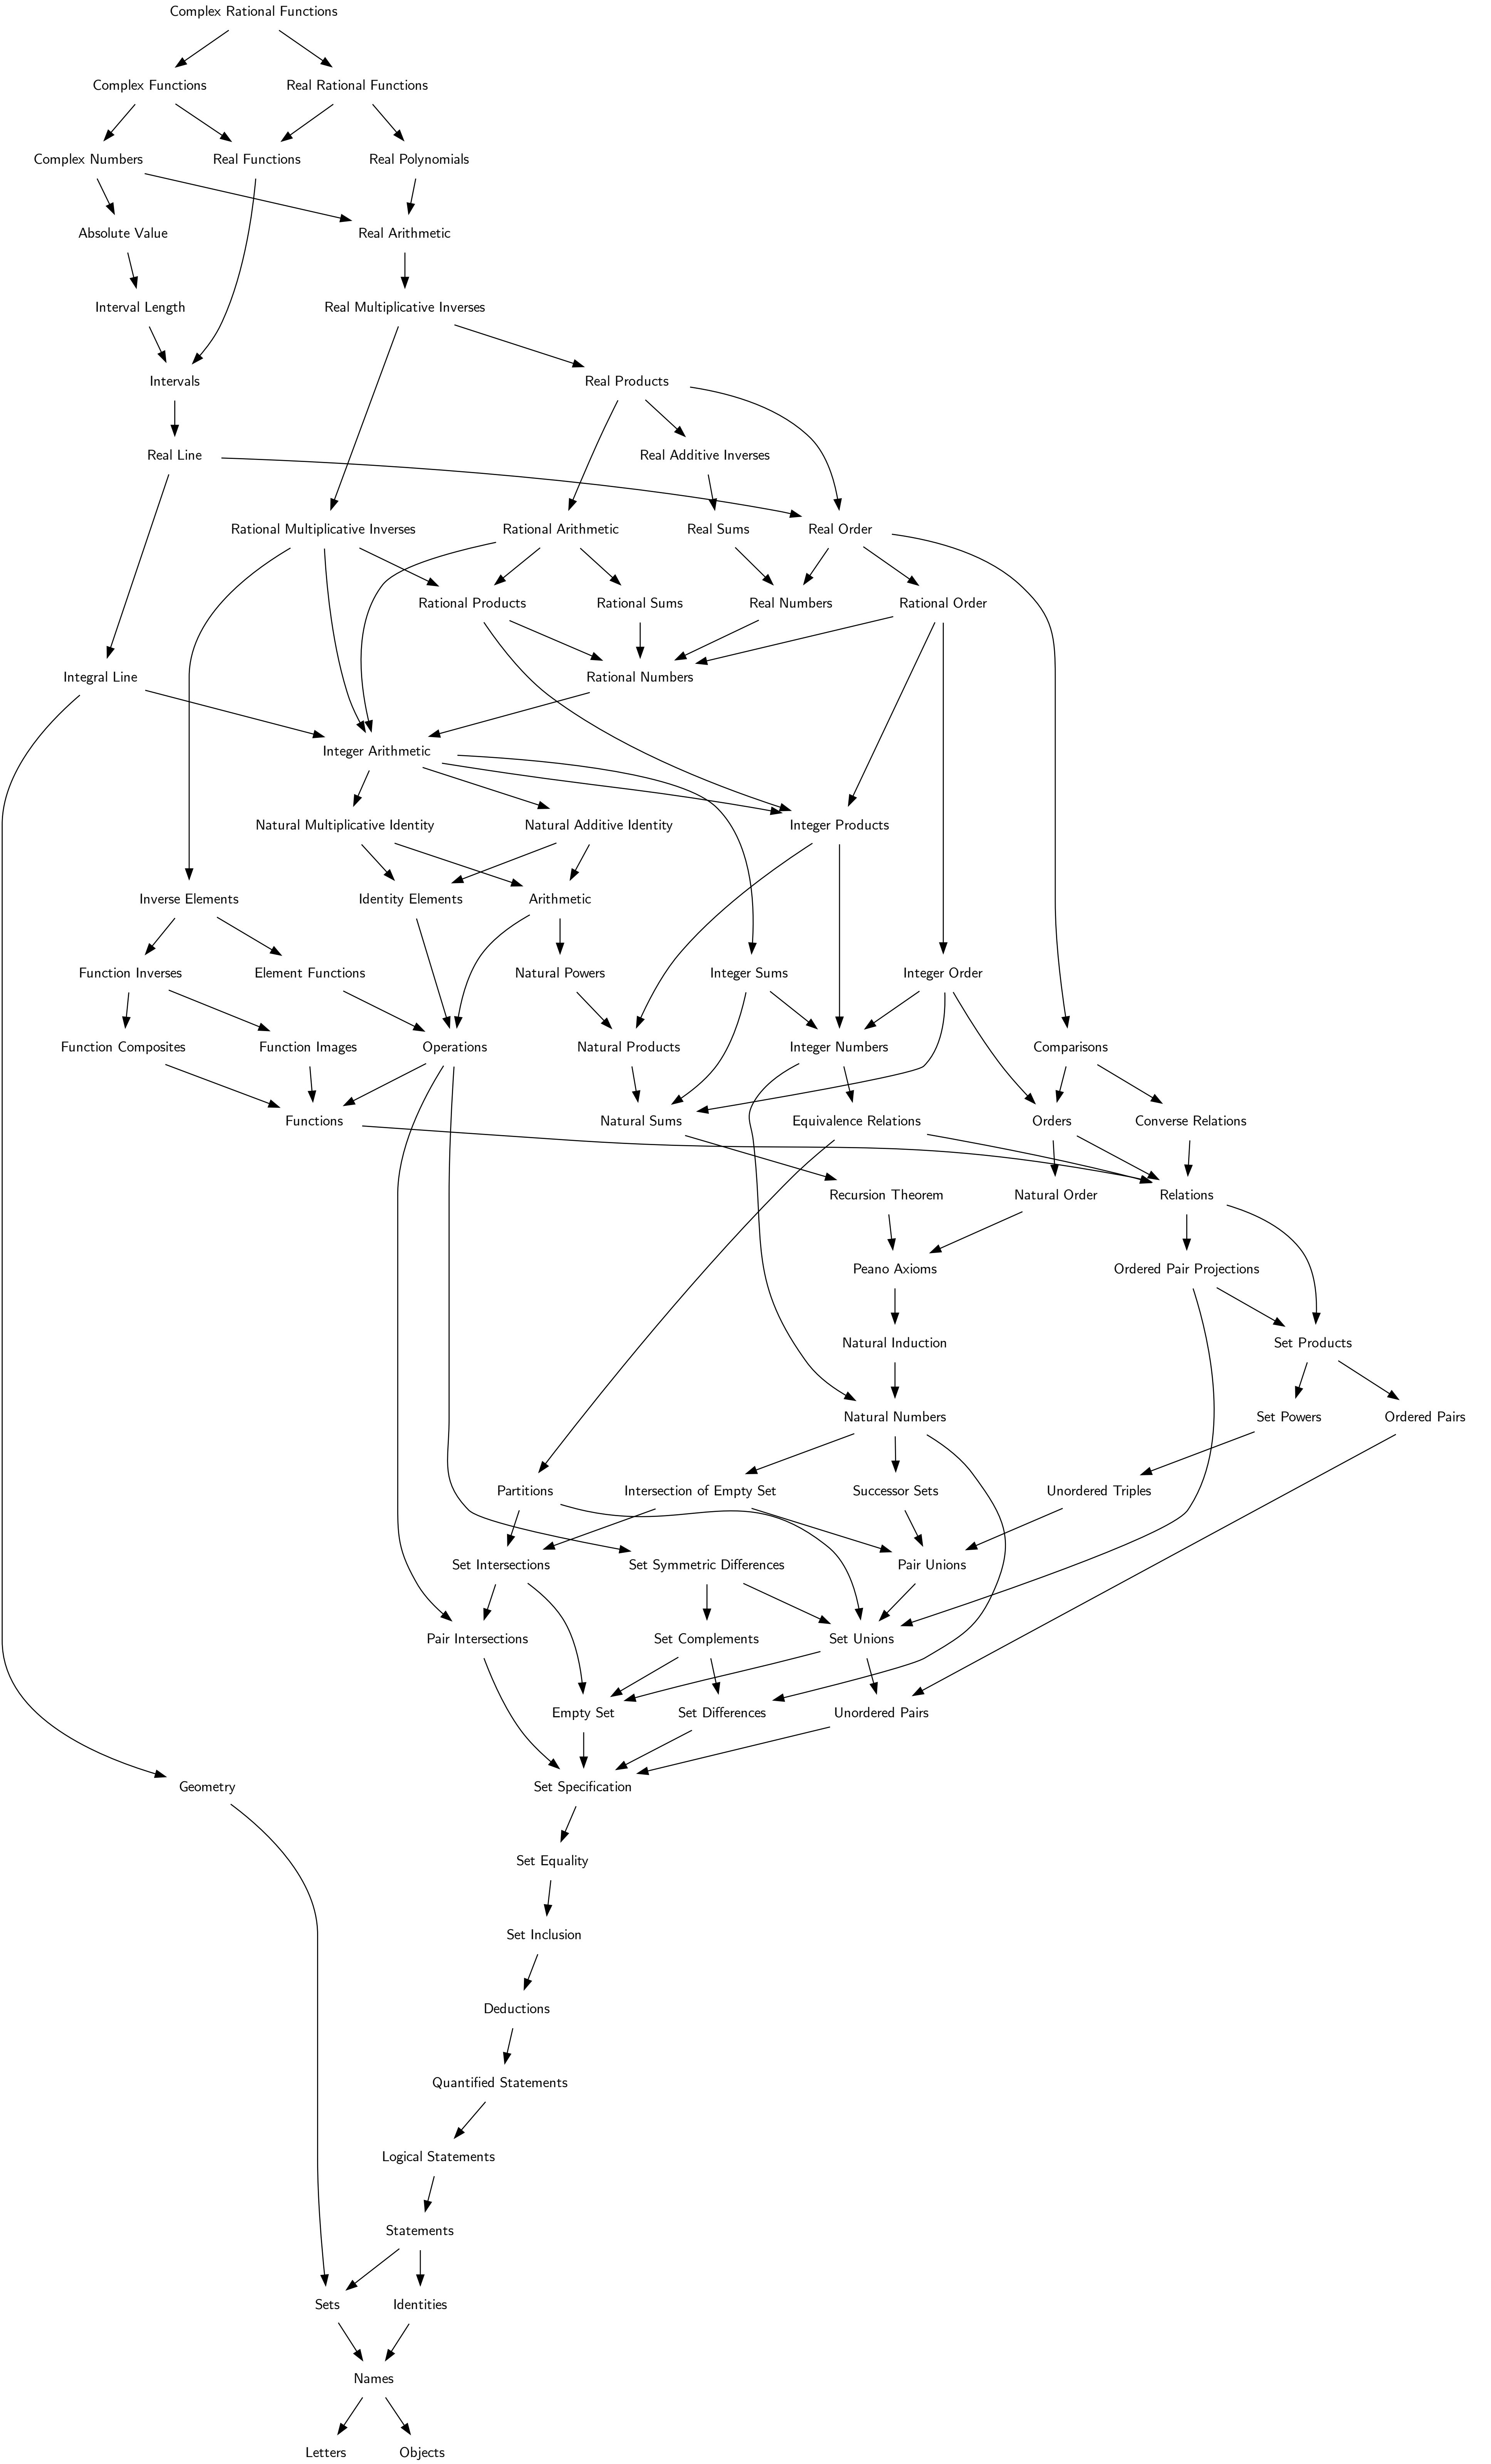 Complex Rational Functions
Complex Functions
Real Rational Functions
Complex Numbers
Real Functions
Real Polynomials
Absolute Value
Real Arithmetic
Interval Length
Real Multiplicative Inverses
Intervals
Real Products
Real Line
Real Additive Inverses
Rational Multiplicative Inverses
Rational Arithmetic
Real Sums
Real Order
Rational Products
Rational Sums
Real Numbers
Rational Order
Integral Line
Rational Numbers
Integer Arithmetic
Natural Multiplicative Identity
Natural Additive Identity
Integer Products
Inverse Elements
Identity Elements
Arithmetic
Function Inverses
Element Functions
Natural Powers
Integer Sums
Integer Order
Function Composites
Function Images
Operations
Natural Products
Integer Numbers
Comparisons
Functions
Natural Sums
Equivalence Relations
Orders
Converse Relations
Recursion Theorem
Natural Order
Relations
Peano Axioms
Ordered Pair Projections
Natural Induction
Set Products
Natural Numbers
Set Powers
Ordered Pairs
Partitions
Intersection of Empty Set
Successor Sets
Unordered Triples
Set Intersections
Set Symmetric Differences
Pair Unions
Pair Intersections
Set Complements
Set Unions
Empty Set
Set Differences
Unordered Pairs
Geometry
Set Specification
Set Equality
Set Inclusion
Deductions
Quantified Statements
Logical Statements
Statements
Sets
Identities
Names
Letters
Objects